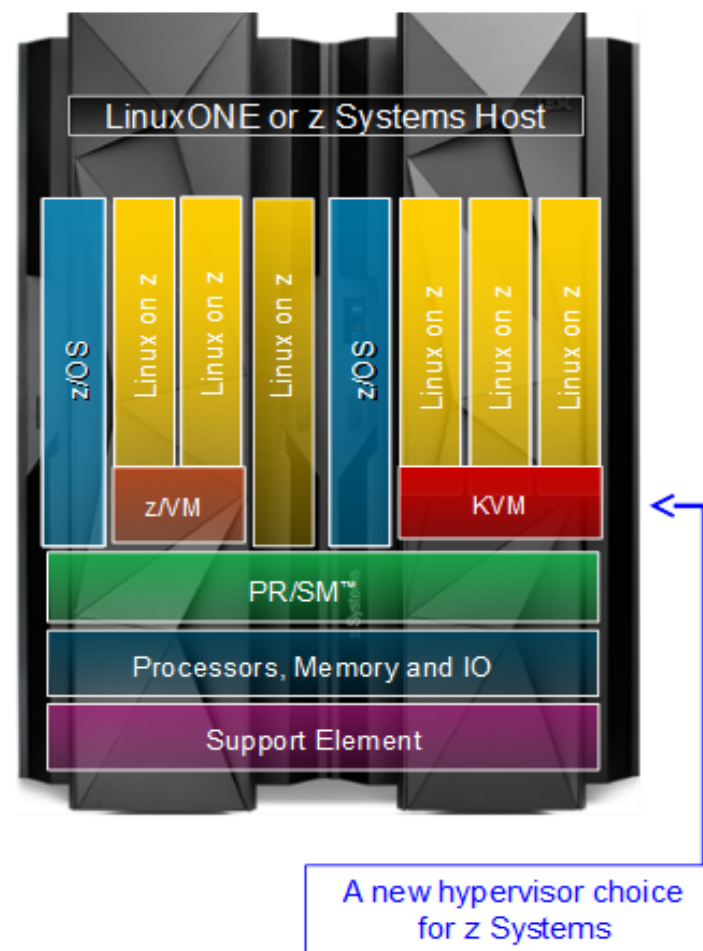 LinuxONE or z Systems Host
z/OS
Linux on z
Linux on z
Linux on z
z/OS
Linux on z
Linux on z
Linux on z
z/VM
KVM
PR/SM™
z Systems
Processors, Memory and IO
Support Element
A new hypervisor choice
for z Systems